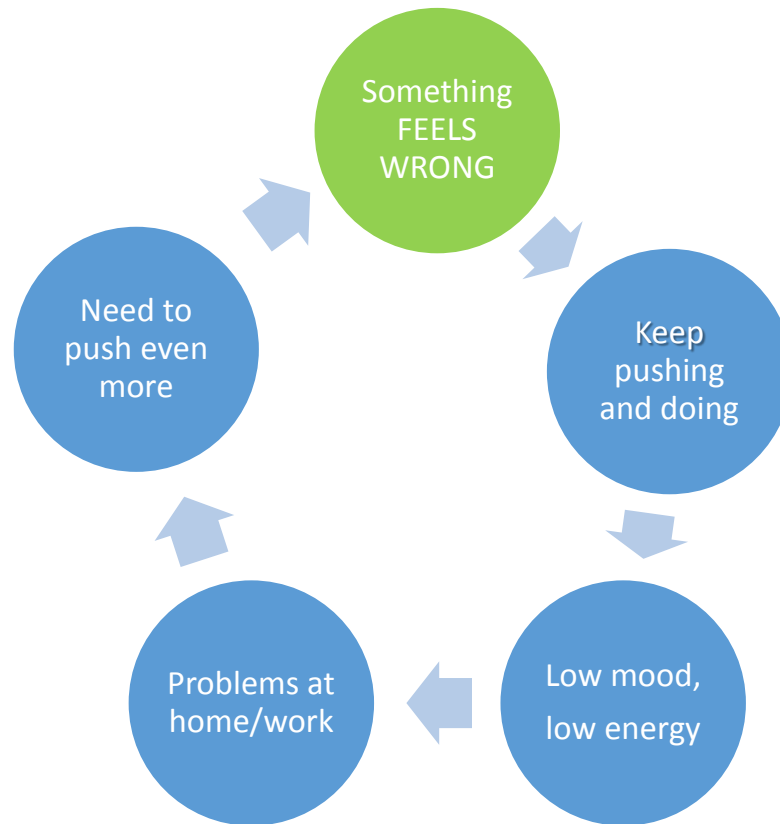 Something
FEELS
WRONG
Keep
pushing
and doing
Low mood,
low energy
Problems at
home/work
Need to
push even
more